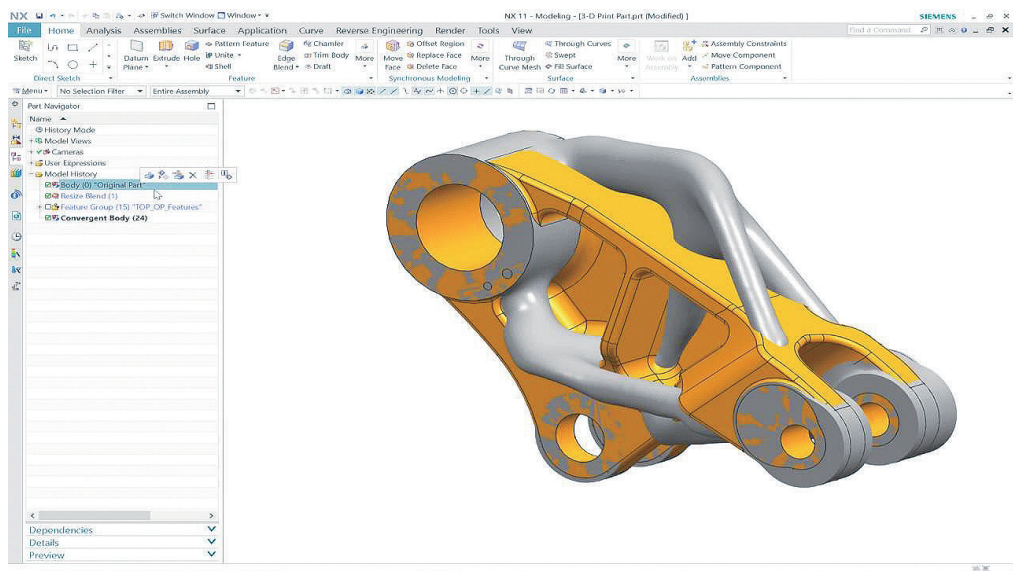 NX Switch Window Window NX 11 - Modeling - [3-D Print Part.prt (Modified) ] SIEMENS
File Home Analysis Assemblies Surface Curve Application Reverse Engineering Render Tools View Find a Command
Sketch
Direct Sketch
Datum Plane Extrude Hole Pattern Feature Unite Shell Edge Blend Chamfer Trim Body Draft More
Feature
Move Face Offset Region Replace Face Delete Face More
Synchronous Modeling
Through Curve Mesh Through Curves Swept Fill Surface More
Surface
Work on Assembly Add Assembly Constraints Move Component Pattern Component
Assemblies
Menu No Selection Filter Entire Assembly
Part Navigator
Name
History Mode
Model Views
Cameras
User Expressions
Model History
Body (0) "Original Part"
Resize Blend (1)
Feature Group (15) "TOP_OP_Features"
Convergent Body (24)
Dependencies
Details
Preview